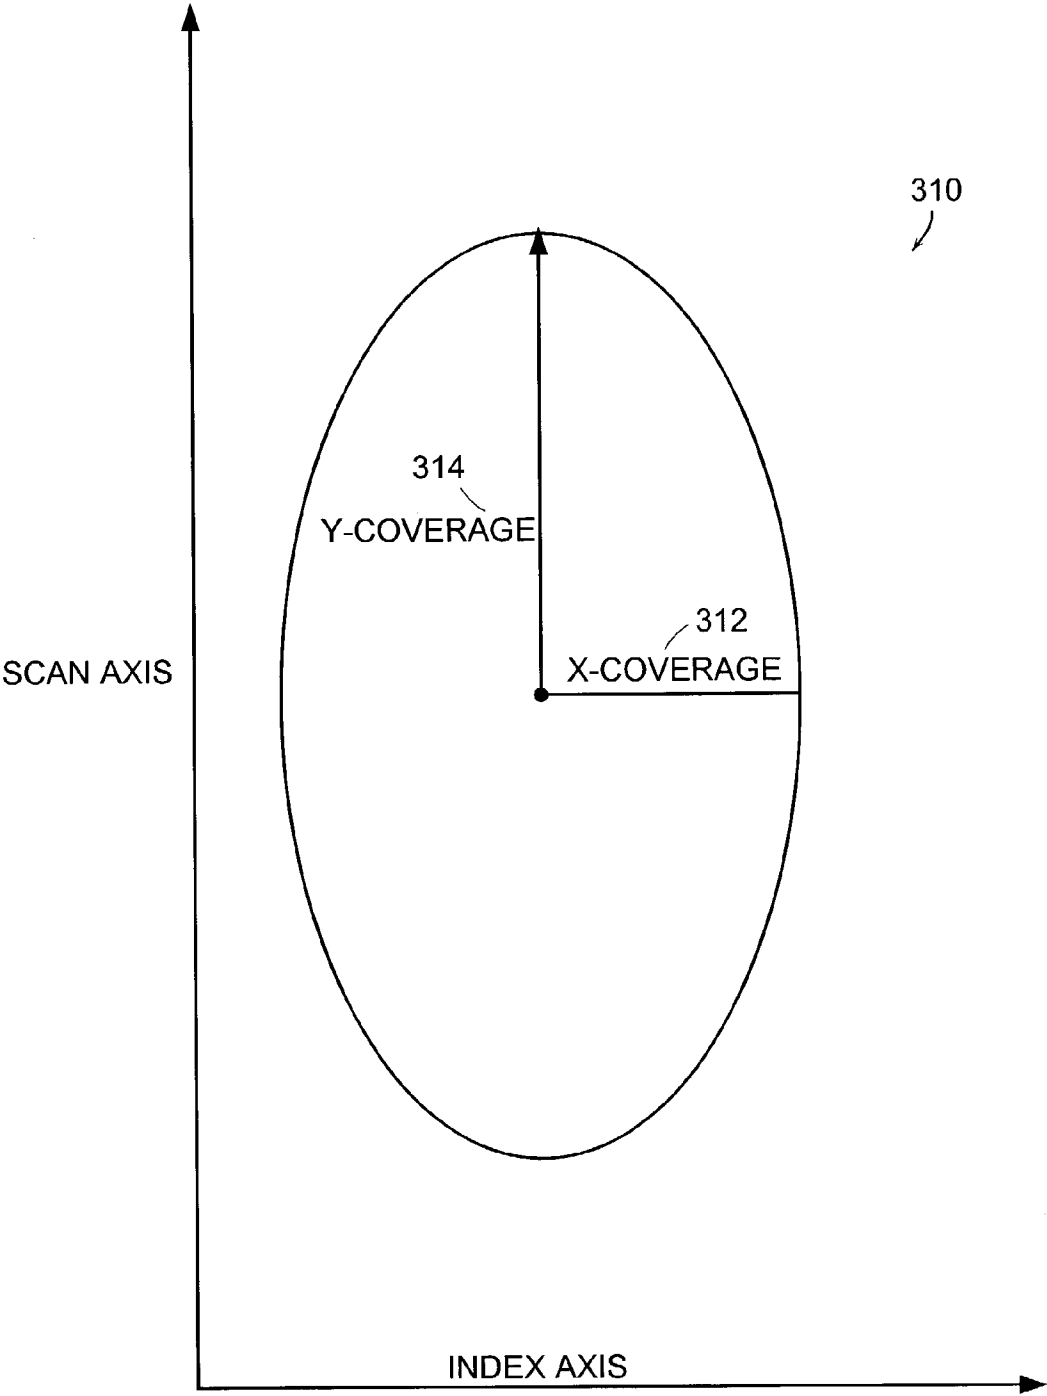 310
314
Y-COVERAGE
312
X-COVERAGE
SCAN AXIS
INDEX AXIS